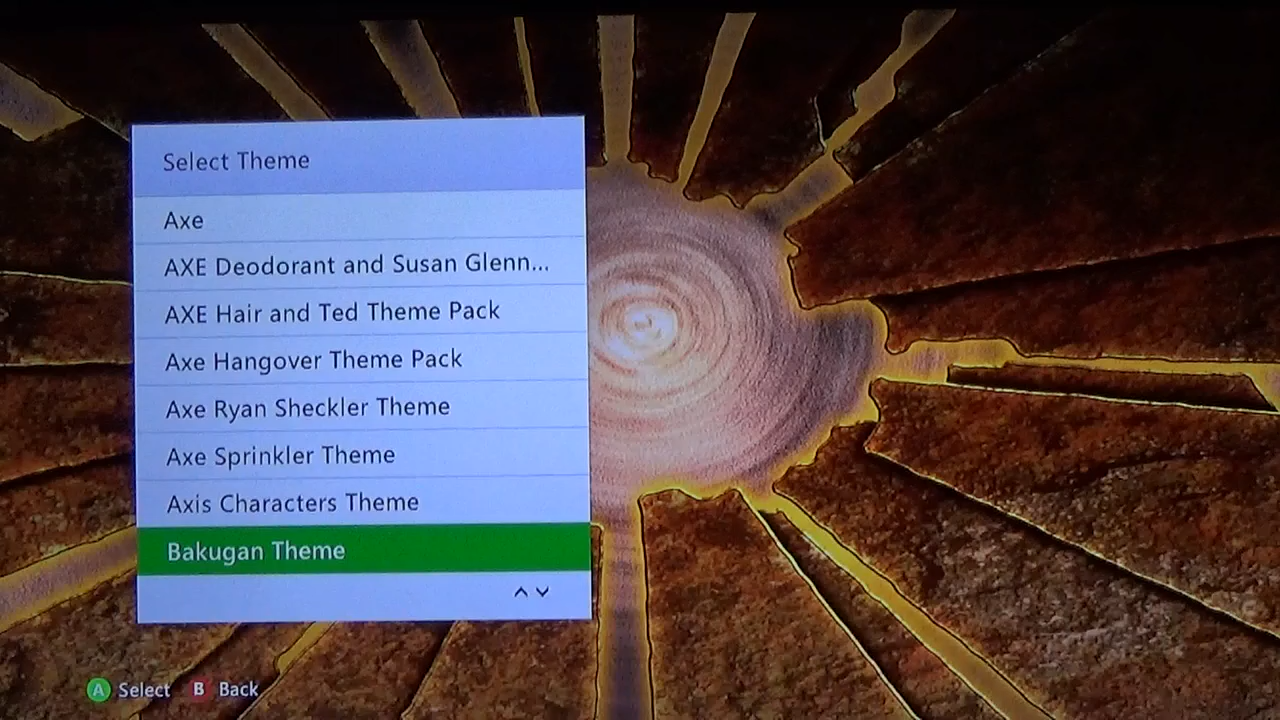 Select Theme
Axe
AXE Deodorant and Susan Glenn...
AXE Hair and Ted Theme Pack
Axe Hangover Theme Pack
Axe Ryan Sheckler Theme
Axe Sprinkler Theme
Axis Characters Theme
Bakugan Theme
A Select B Back